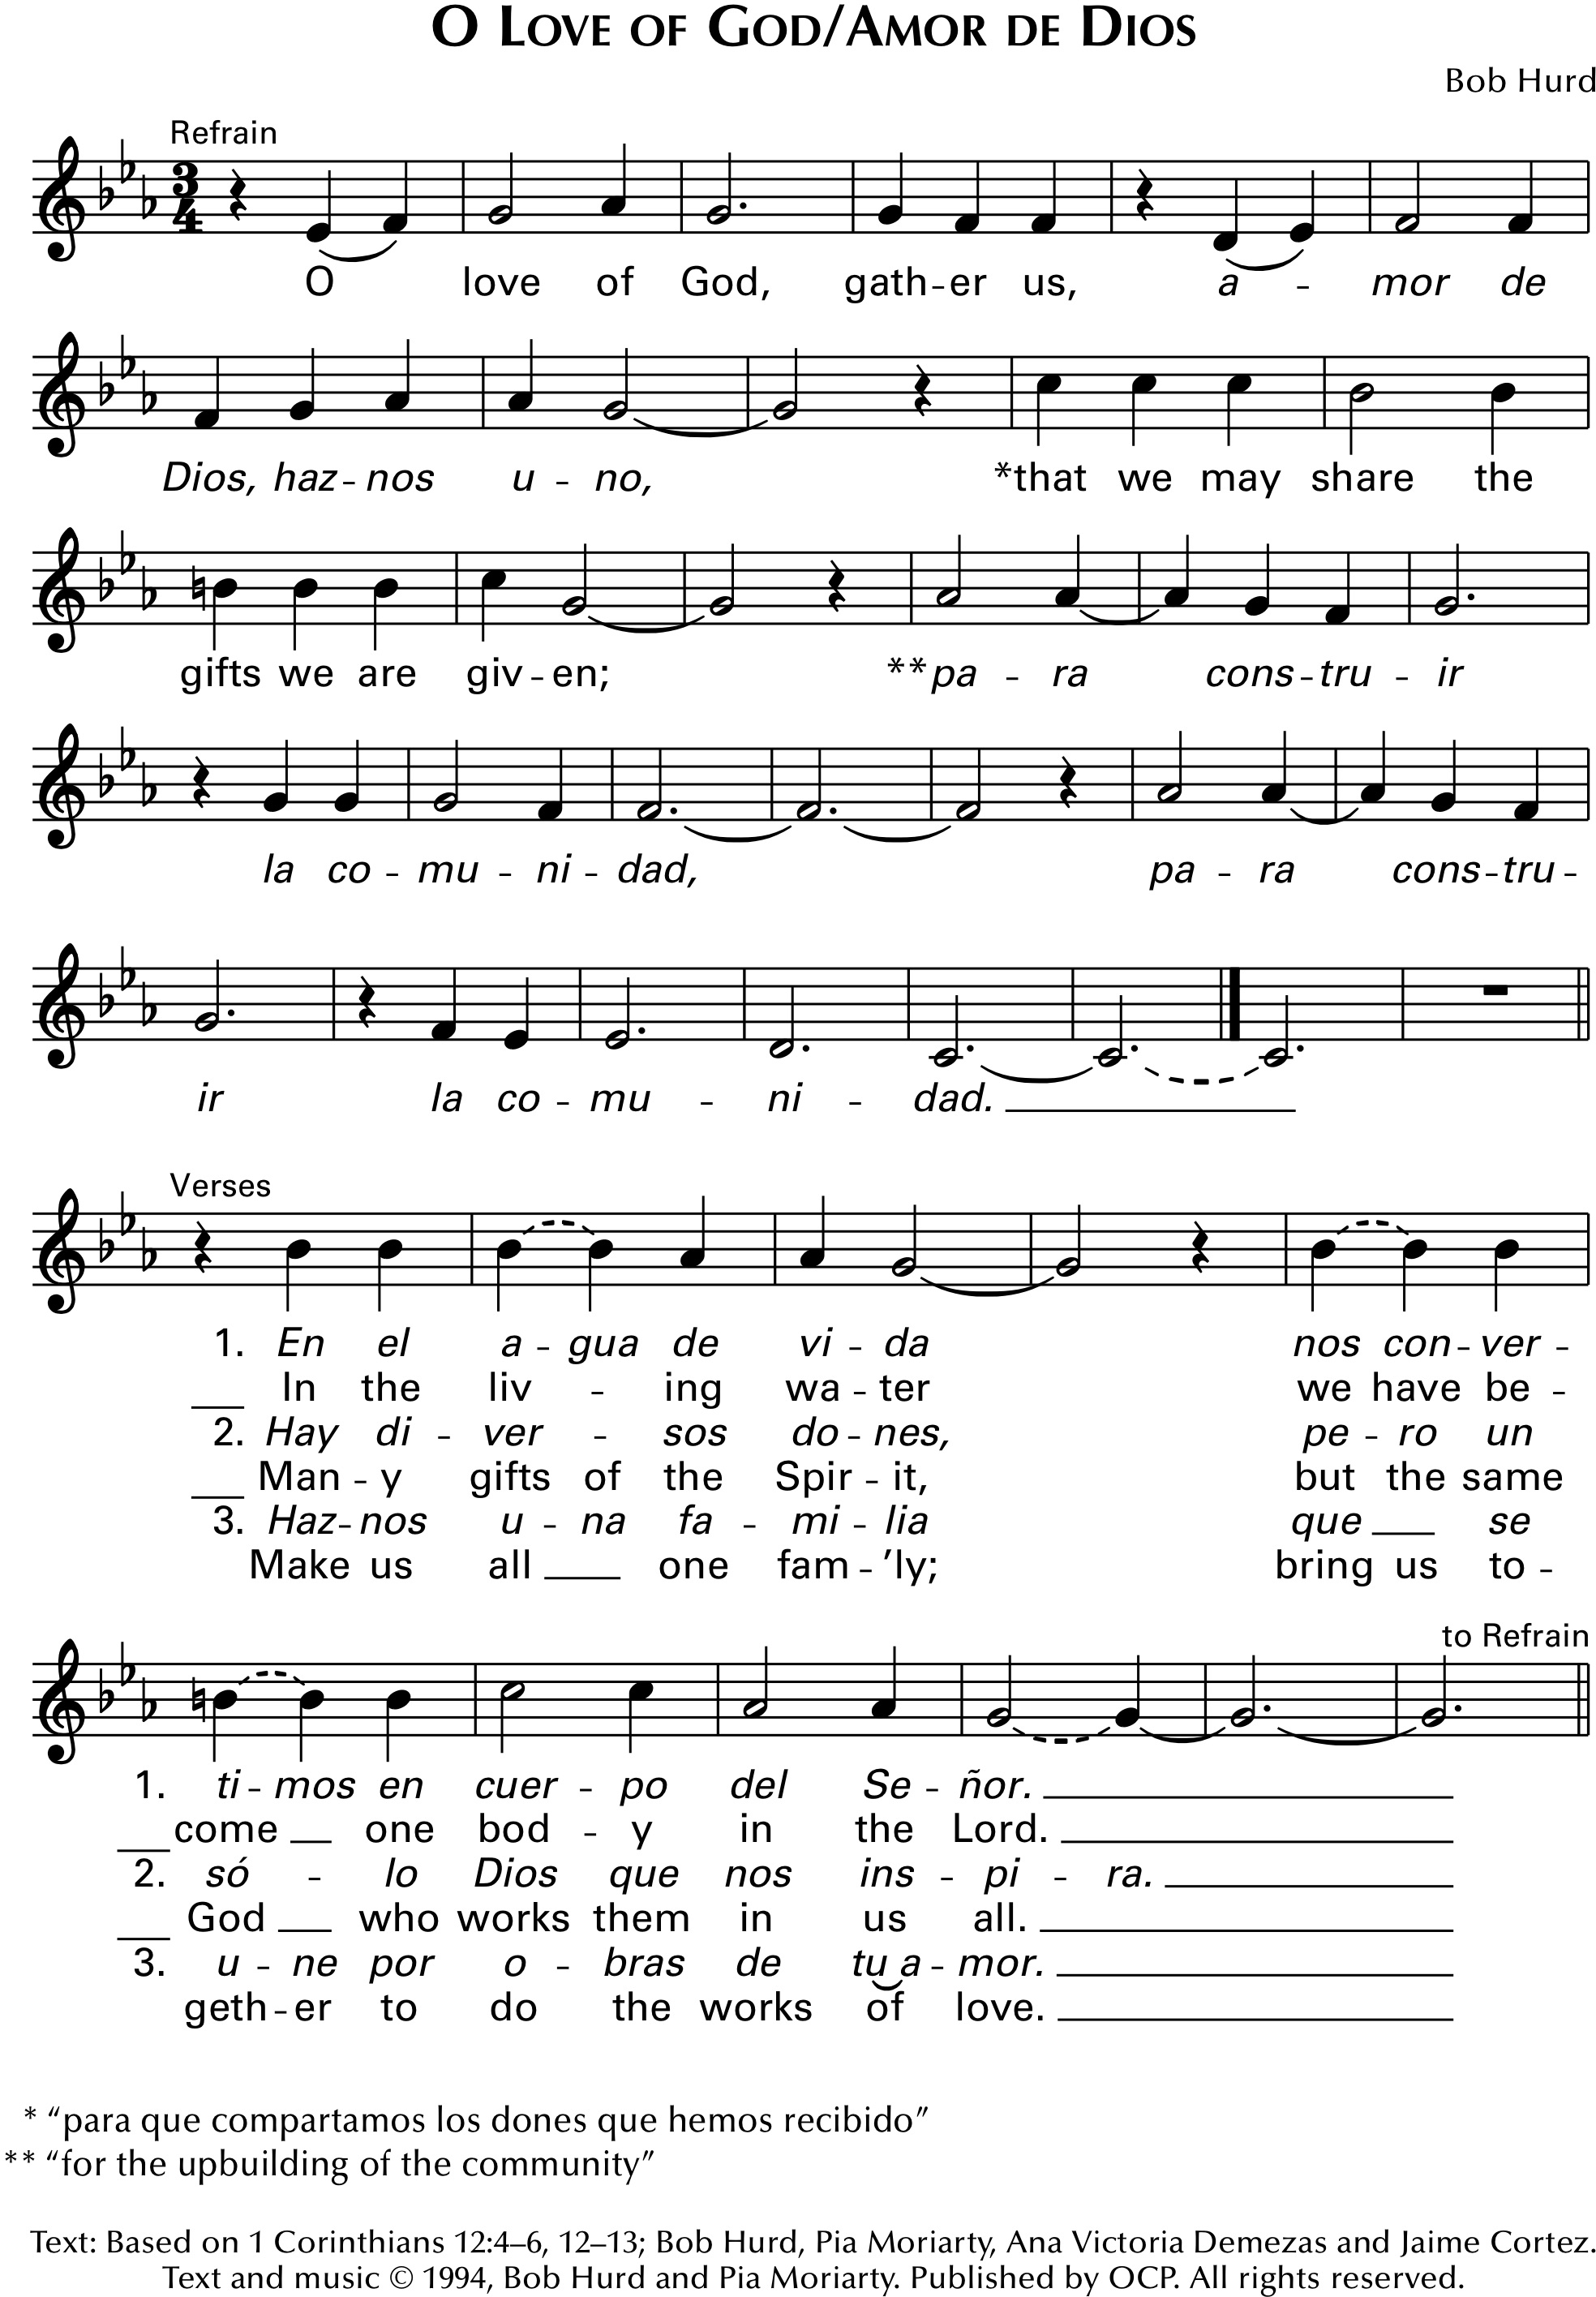 O LOVE OF GOD/AMOR DE DIOS
Bob Hurd
Refrain
3
4
O love of God, gath-er us, a - mor de
Dios, haz-nos u - no, *that we may share the
gifts we are giv-en; **pa - ra cons-tru - ir
la co - mu - ni - dad, pa - ra cons-tru -
ir la co - mu - ni - dad.
Verses
1. En el a - gua de vi - da nos con-ver -
In the liv - ing wa-ter we have be -
2. Hay di - ver - sos do-nes, pe - ro un
Man - y gifts of the Spir - it, but the same
3. Haz-nos u - na fa - mi - lia que se
Make us all one fam-’ly; bring us to -
to Refrain
1. ti-mos en cuer - po del Se - ñor.
come one bod - y in the Lord.
2. só - lo Dios que nos ins - pi - ra.
God who works them in us all.
3. u - ne por o - bras de tu a - mor.
geth-er to do the works of love.
* “para que compartamos los dones que hemos recibido”
** “for the upbuilding of the community”
Text: Based on 1 Corinthians 12:4–6, 12–13; Bob Hurd, Pia Moriarty, Ana Victoria Demezas and Jaime Cortez.
Text and music © 1994, Bob Hurd and Pia Moriarty. Published by OCP. All rights reserved.